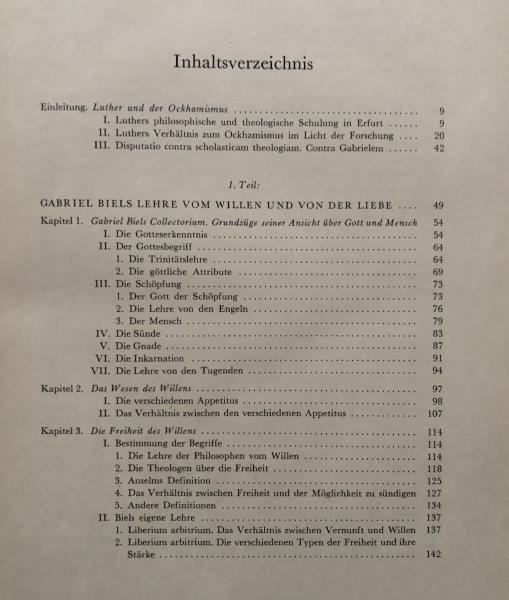 Inhaltsverzeichnis
Einleitung. Luther und der Ockhamismus .................................... 9
I. Luthers philosophische und theologische Schulung in Erfurt ...... 9
II. Luthers Verhältnis zum Ockhamismus im Licht der Forschung .... 20
III. Disputatio contra scholasticam theologiam. Contra Gabrielem ...... 42
1. Teil:
GABRIEL BIELS LEHRE VOM WILLEN UND VON DER LIEBE .... 49
Kapitel 1. Gabriel Biels Collectorium. Grundzüge seiner Ansicht über Gott und Mensch 54
I. Die Gotteserkenntnis .......................................... 54
II. Der Gottesbegriff ............................................ 64
1. Die Trinitätslehre .......................................... 64
2. Die göttliche Attribute ..................................... 69
III. Die Schöpfung ............................................... 73
1. Der Gott der Schöpfung ...................................... 73
2. Die Lehre von den Engeln .................................... 76
3. Der Mensch .................................................. 79
IV. Die Sünde .................................................... 83
V. Die Gnade ..................................................... 87
VI. Die Inkarnation .............................................. 91
VII. Die Lehre von den Tugenden .................................. 94
Kapitel 2. Das Wesen des Willens ......................................... 97
I. Die verschiedenen Appetitus ................................... 98
II. Das Verhältnis zwischen den verschiedenen Appetitus .......... 107
Kapitel 3. Die Freiheit des Willens ...................................... 114
I. Bestimmung der Begriffe ....................................... 114
1. Die Lehre der Philosophen vom Willen ........................ 114
2. Die Theologen über die Freiheit ............................. 118
3. Anselms Definition .......................................... 125
4. Das Verhältnis zwischen Freiheit und der Möglichkeit zu sündigen 127
5. Andere Definitionen ......................................... 134
II. Biels eigene Lehre ........................................... 137
1. Liberium arbitrium. Das Verhältnis zwischen Vernunft und Willen 137
2. Liberium arbitrium. Die verschiedenen Typen der Freiheit und ihre
Stärke ......................................................... 142